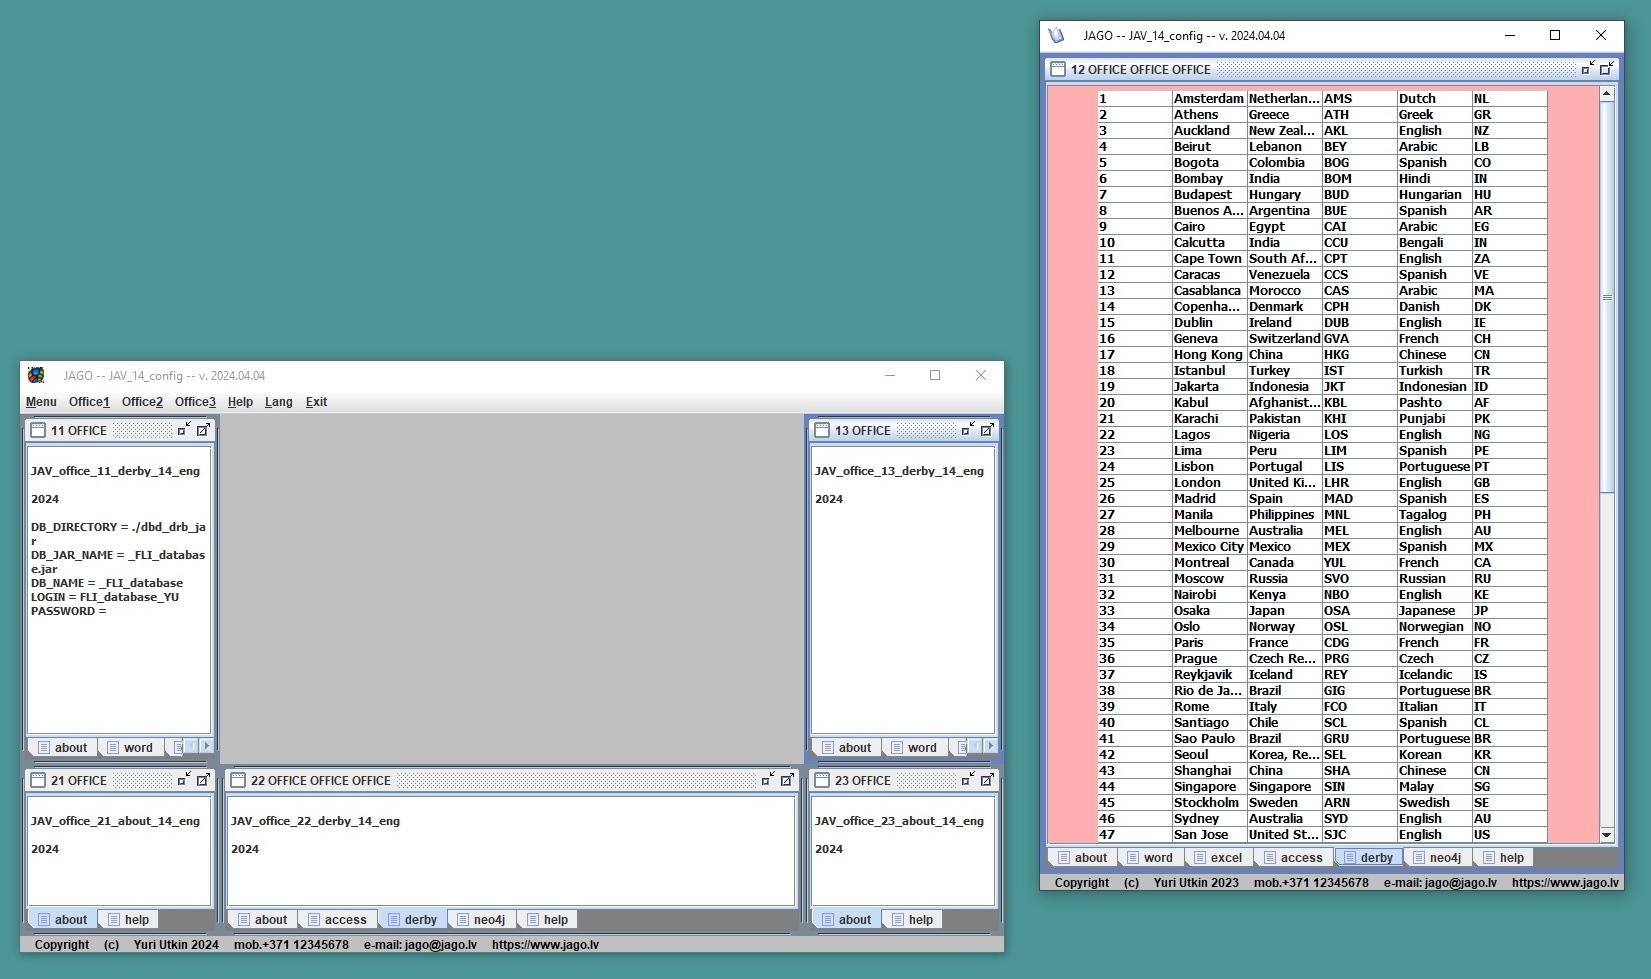 JAGO -- JAV_14_config -- v. 2024.04.04
12 OFFICE OFFICE OFFICE
1 Amsterdam Netherlan... AMS Dutch NL
2 Athens Greece ATH Greek GR
3 Auckland New Zeal... AKL English NZ
4 Beirut Lebanon BEY Arabic LB
5 Bogota Colombia BOG Spanish CO
6 Bombay India BOM Hindi IN
7 Budapest Hungary BUD Hungarian HU
8 Buenos A... Argentina BUE Spanish AR
9 Cairo Egypt CAI Arabic EG
10 Calcutta India CCU Bengali IN
11 Cape Town South Af... CPT English ZA
12 Caracas Venezuela CCS Spanish VE
13 Casablanca Morocco CAS Arabic MA
14 Copenha... Denmark CPH Danish DK
15 Dublin Ireland DUB English IE
16 Geneva Switzerland GVA French CH
17 Hong Kong China HKG Chinese CN
18 Istanbul Turkey IST Turkish TR
19 Jakarta Indonesia JKT Indonesian ID
20 Kabul Afghanist... KBL Pashto AF
21 Karachi Pakistan KHI Punjabi PK
22 Lagos Nigeria LOS English NG
23 Lima Peru LIM Spanish PE
24 Lisbon Portugal LIS Portuguese PT
25 London United Ki... LHR English GB
26 Madrid Spain MAD Spanish ES
27 Manila Philippines MNL Tagalog PH
28 Melbourne Australia MEL English AU
29 Mexico City Mexico MEX Spanish MX
30 Montreal Canada YUL French CA
31 Moscow Russia SVO Russian RU
32 Nairobi Kenya NBO English KE
33 Osaka Japan OSA Japanese JP
34 Oslo Norway OSL Norwegian NO
35 Paris France CDG French FR
36 Prague Czech Re... PRG Czech CZ
37 Reykjavik Iceland REY Icelandic IS
38 Rio de Ja... Brazil GIG Portuguese BR
39 Rome Italy FCO Italian IT
40 Santiago Chile SCL Spanish CL
41 Sao Paulo Brazil GRU Portuguese BR
42 Seoul Korea, Re... SEL Korean KR
43 Shanghai China SHA Chinese CN
44 Singapore Singapore SIN Malay SG
45 Stockholm Sweden ARN Swedish SE
46 Sydney Australia SYD English AU
47 San Jose United St... SJC English US
about word excel access derby neo4j help
Copyright (c) Yuri Utkin 2023 mob.+371 12345678 e-mail: jago@jago.lv https://www.jago.lv
JAGO -- JAV_14_config -- v. 2024.04.04
Menu Office1 Office2 Office3 Help Lang Exit
11 OFFICE
JAV_office_11_derby_14_eng
2024
DB_DIRECTORY = ./dbd_drb_ja
r
DB_JAR_NAME = _FLI_databas
e.jar
DB_NAME = _FLI_database
LOGIN = FLI_database_YU
PASSWORD =
about word
13 OFFICE
JAV_office_13_derby_14_eng
2024
about word
21 OFFICE
JAV_office_21_about_14_eng
2024
about help
22 OFFICE OFFICE OFFICE
JAV_office_22_derby_14_eng
2024
about access derby neo4j help
23 OFFICE
JAV_office_23_about_14_eng
2024
about help
Copyright (c) Yuri Utkin 2024 mob.+371 12345678 e-mail: jago@jago.lv https://www.jago.lv